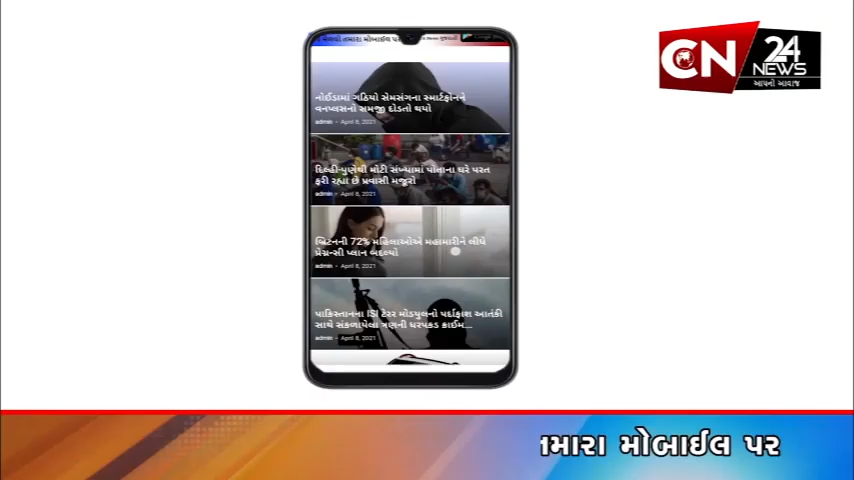 તમારા મોબાઈલ પર
CN
24
NEWS
આપનો અવાજ
નોઈડામાં ગઠિયો સેમસંગના સ્માર્ટફોનને
વનપ્લસનો સમજી દોડતો થયો
admin - April 8, 2021
દિલ્હી-પુણેથી મોટી સંખ્યામાં પોતાના ઘરે પરત
ફરી રહ્યા છે પ્રવાસી મજૂરો
admin - April 8, 2021
બ્રિટનની 72% મહિલાઓએ મહામારીને લીધે
પ્રેગ્નન્સી પ્લાન બદલ્યો
admin - April 8, 2021
પાકિસ્તાનના ISI ટેરર મોડ્યુલનો પર્દાફાશ આતંકી
સાથે સંકળાયેલા ત્રણની ધરપકડ ક્રાઈમ...
admin - April 8, 2021
તમારા મોબાઈલ પર